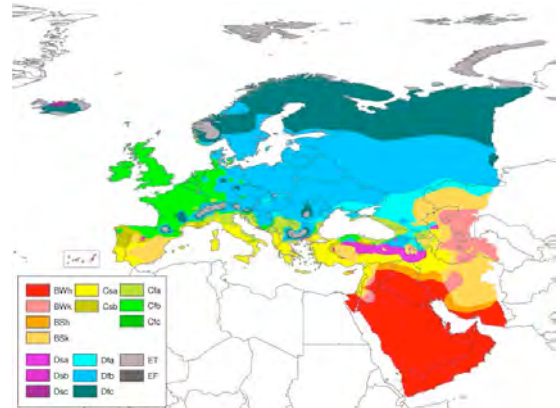 BWh Csa Cfa
BWk Csb Cfb
BSh Cfc
BSk
Dsa Dfa ET
Dsb Dfb EF
Dsc Dfc